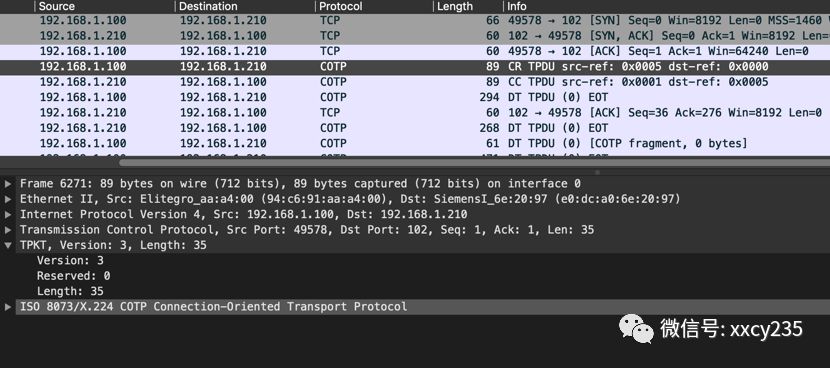 Source Destination Protocol Length Info
192.168.1.100 192.168.1.210 TCP 66 49578 → 102 [SYN] Seq=0 Win=8192 Len=0 MSS=1460
192.168.1.210 192.168.1.100 TCP 60 102 → 49578 [SYN, ACK] Seq=0 Ack=1 Win=8192 Len
192.168.1.100 192.168.1.210 TCP 60 49578 → 102 [ACK] Seq=1 Ack=1 Win=64240 Len=0
192.168.1.100 192.168.1.210 COTP 89 CR TPDU src-ref: 0x0005 dst-ref: 0x0000
192.168.1.210 192.168.1.100 COTP 89 CC TPDU src-ref: 0x0001 dst-ref: 0x0005
192.168.1.100 192.168.1.210 COTP 294 DT TPDU (0) EOT
192.168.1.210 192.168.1.100 TCP 60 102 → 49578 [ACK] Seq=36 Ack=276 Win=8192 Len=0
192.168.1.210 192.168.1.100 COTP 268 DT TPDU (0) EOT
192.168.1.100 192.168.1.210 COTP 61 DT TPDU (0) [COTP fragment, 0 bytes]
Frame 6271: 89 bytes on wire (712 bits), 89 bytes captured (712 bits) on interface 0
Ethernet II, Src: Elitegro_aa:a4:00 (94:c6:91:aa:a4:00), Dst: SiemensI_6e:20:97 (e0:dc:a0:6e:20:97)
Internet Protocol Version 4, Src: 192.168.1.100, Dst: 192.168.1.210
Transmission Control Protocol, Src Port: 49578, Dst Port: 102, Seq: 1, Ack: 1, Len: 35
TPKT, Version: 3, Length: 35
Version: 3
Reserved: 0
Length: 35
ISO 8073/X.224 COTP Connection-Oriented Transport Protocol
微信号: xxcy235